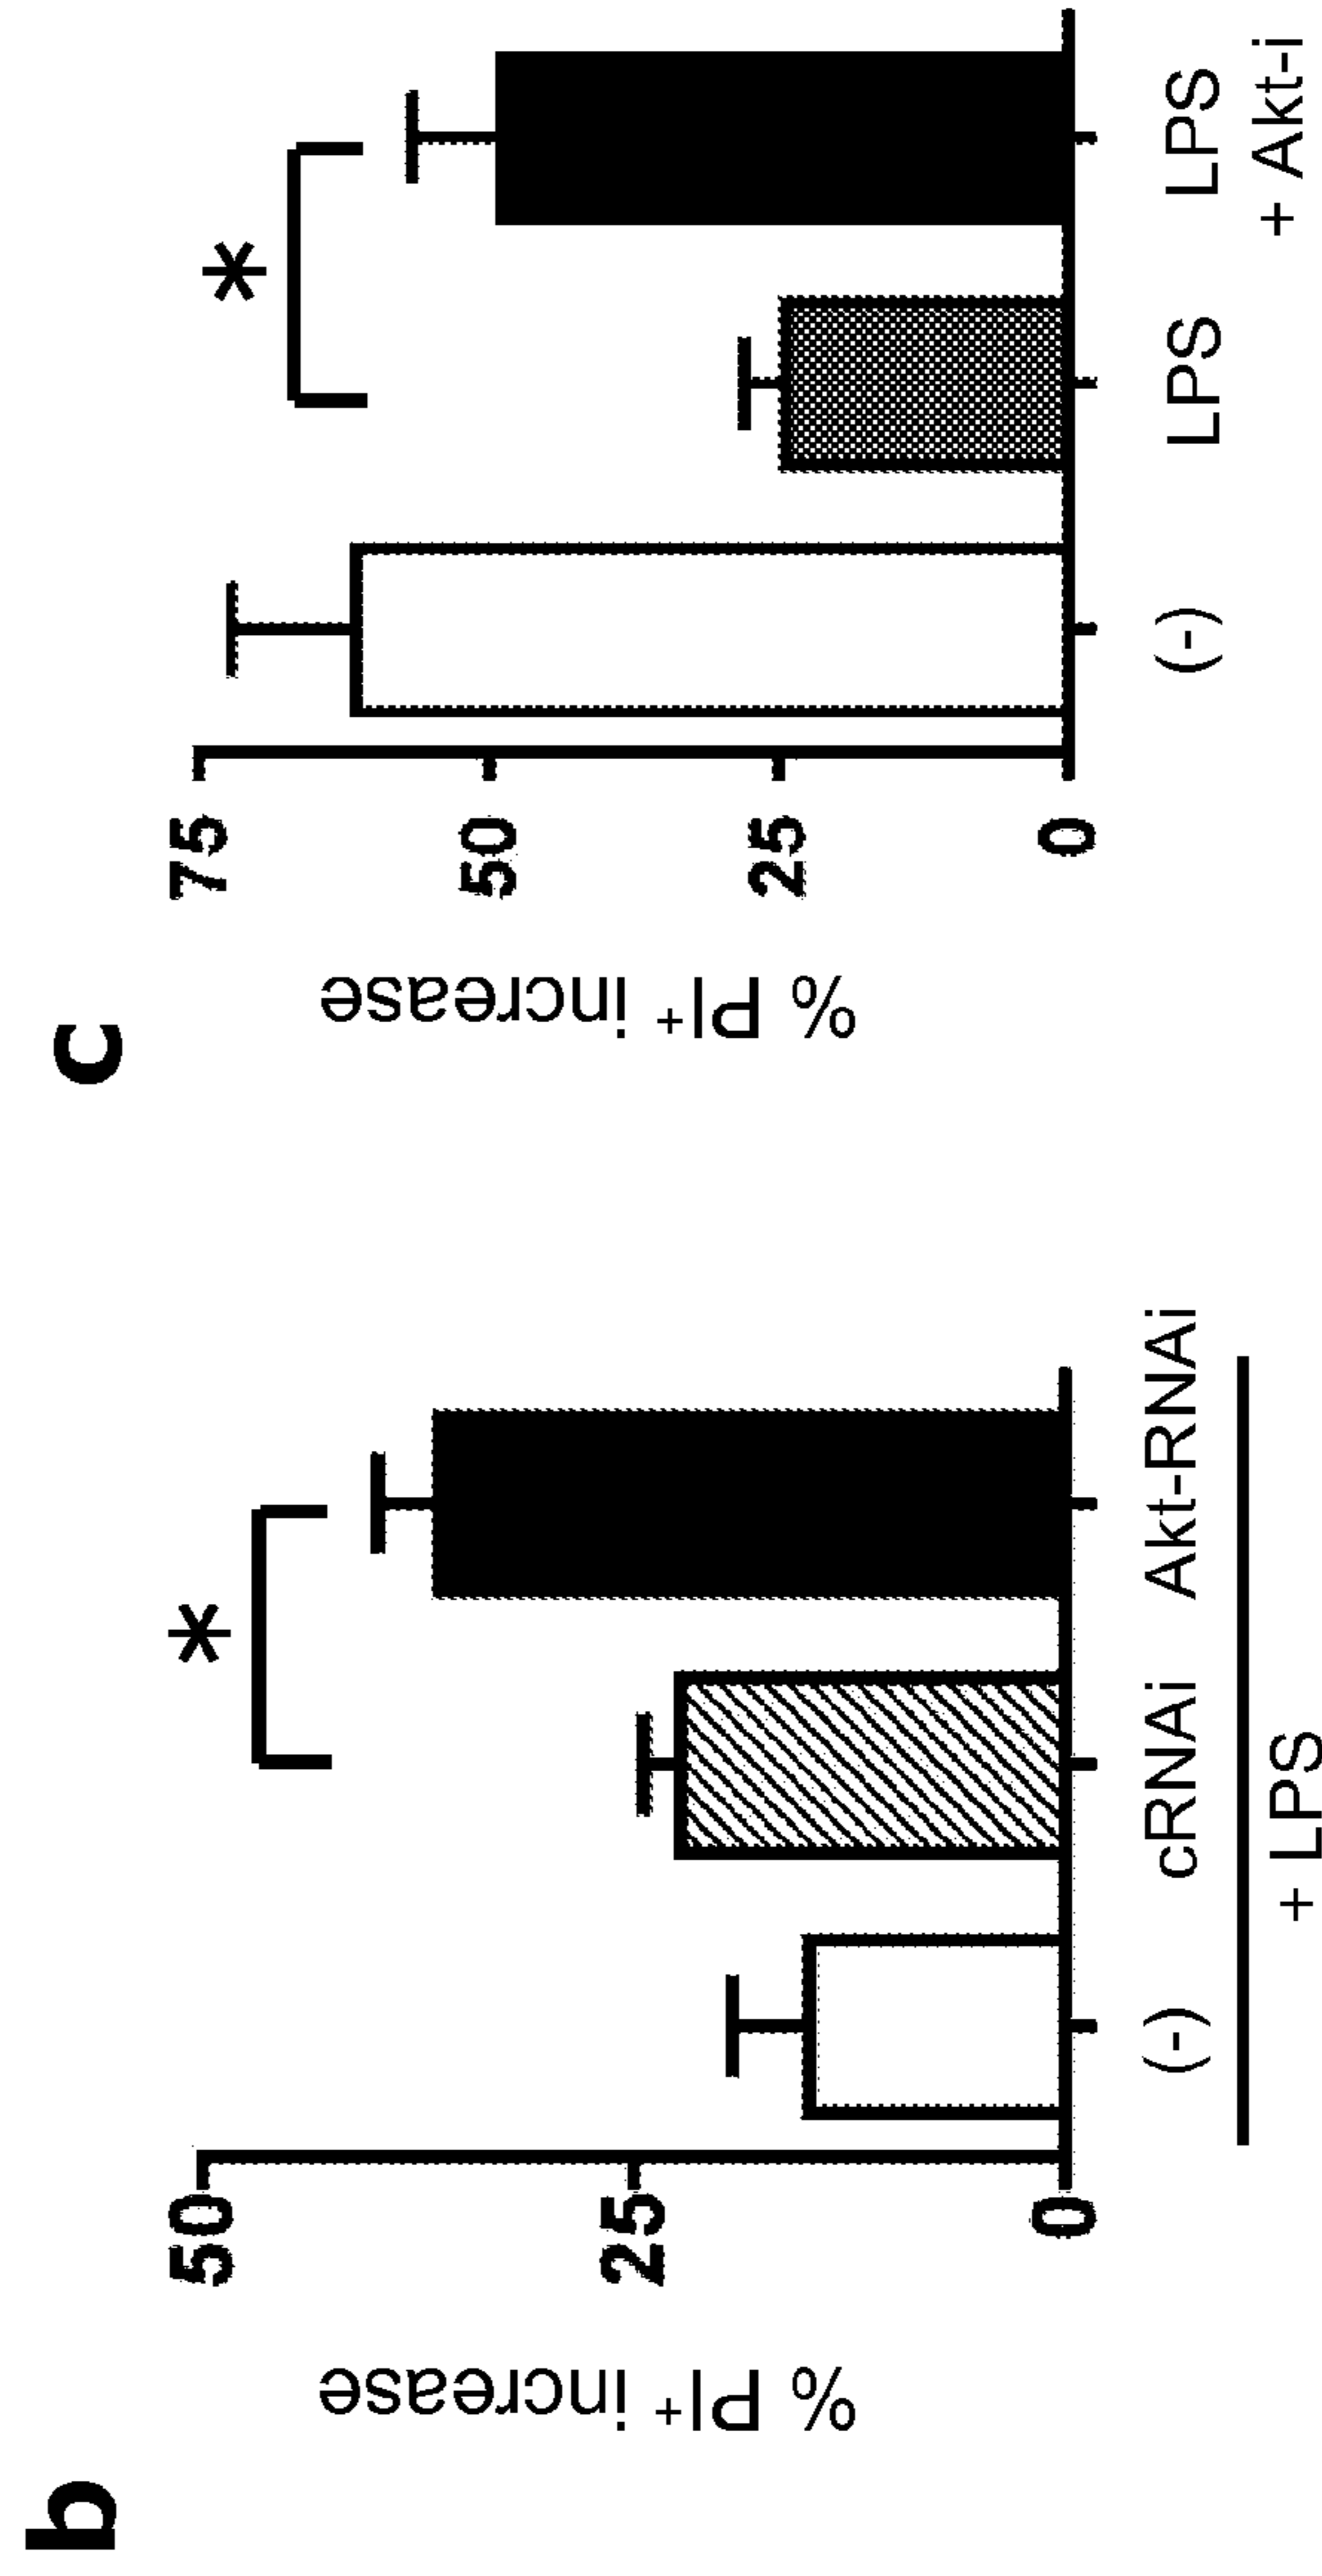 b
% PI⁺ increase
50
25
0
*
(-) cRNAi Akt-RNAi
+ LPS
c
% PI⁺ increase
75
50
25
0
*
(-) LPS LPS
+ Akt-i